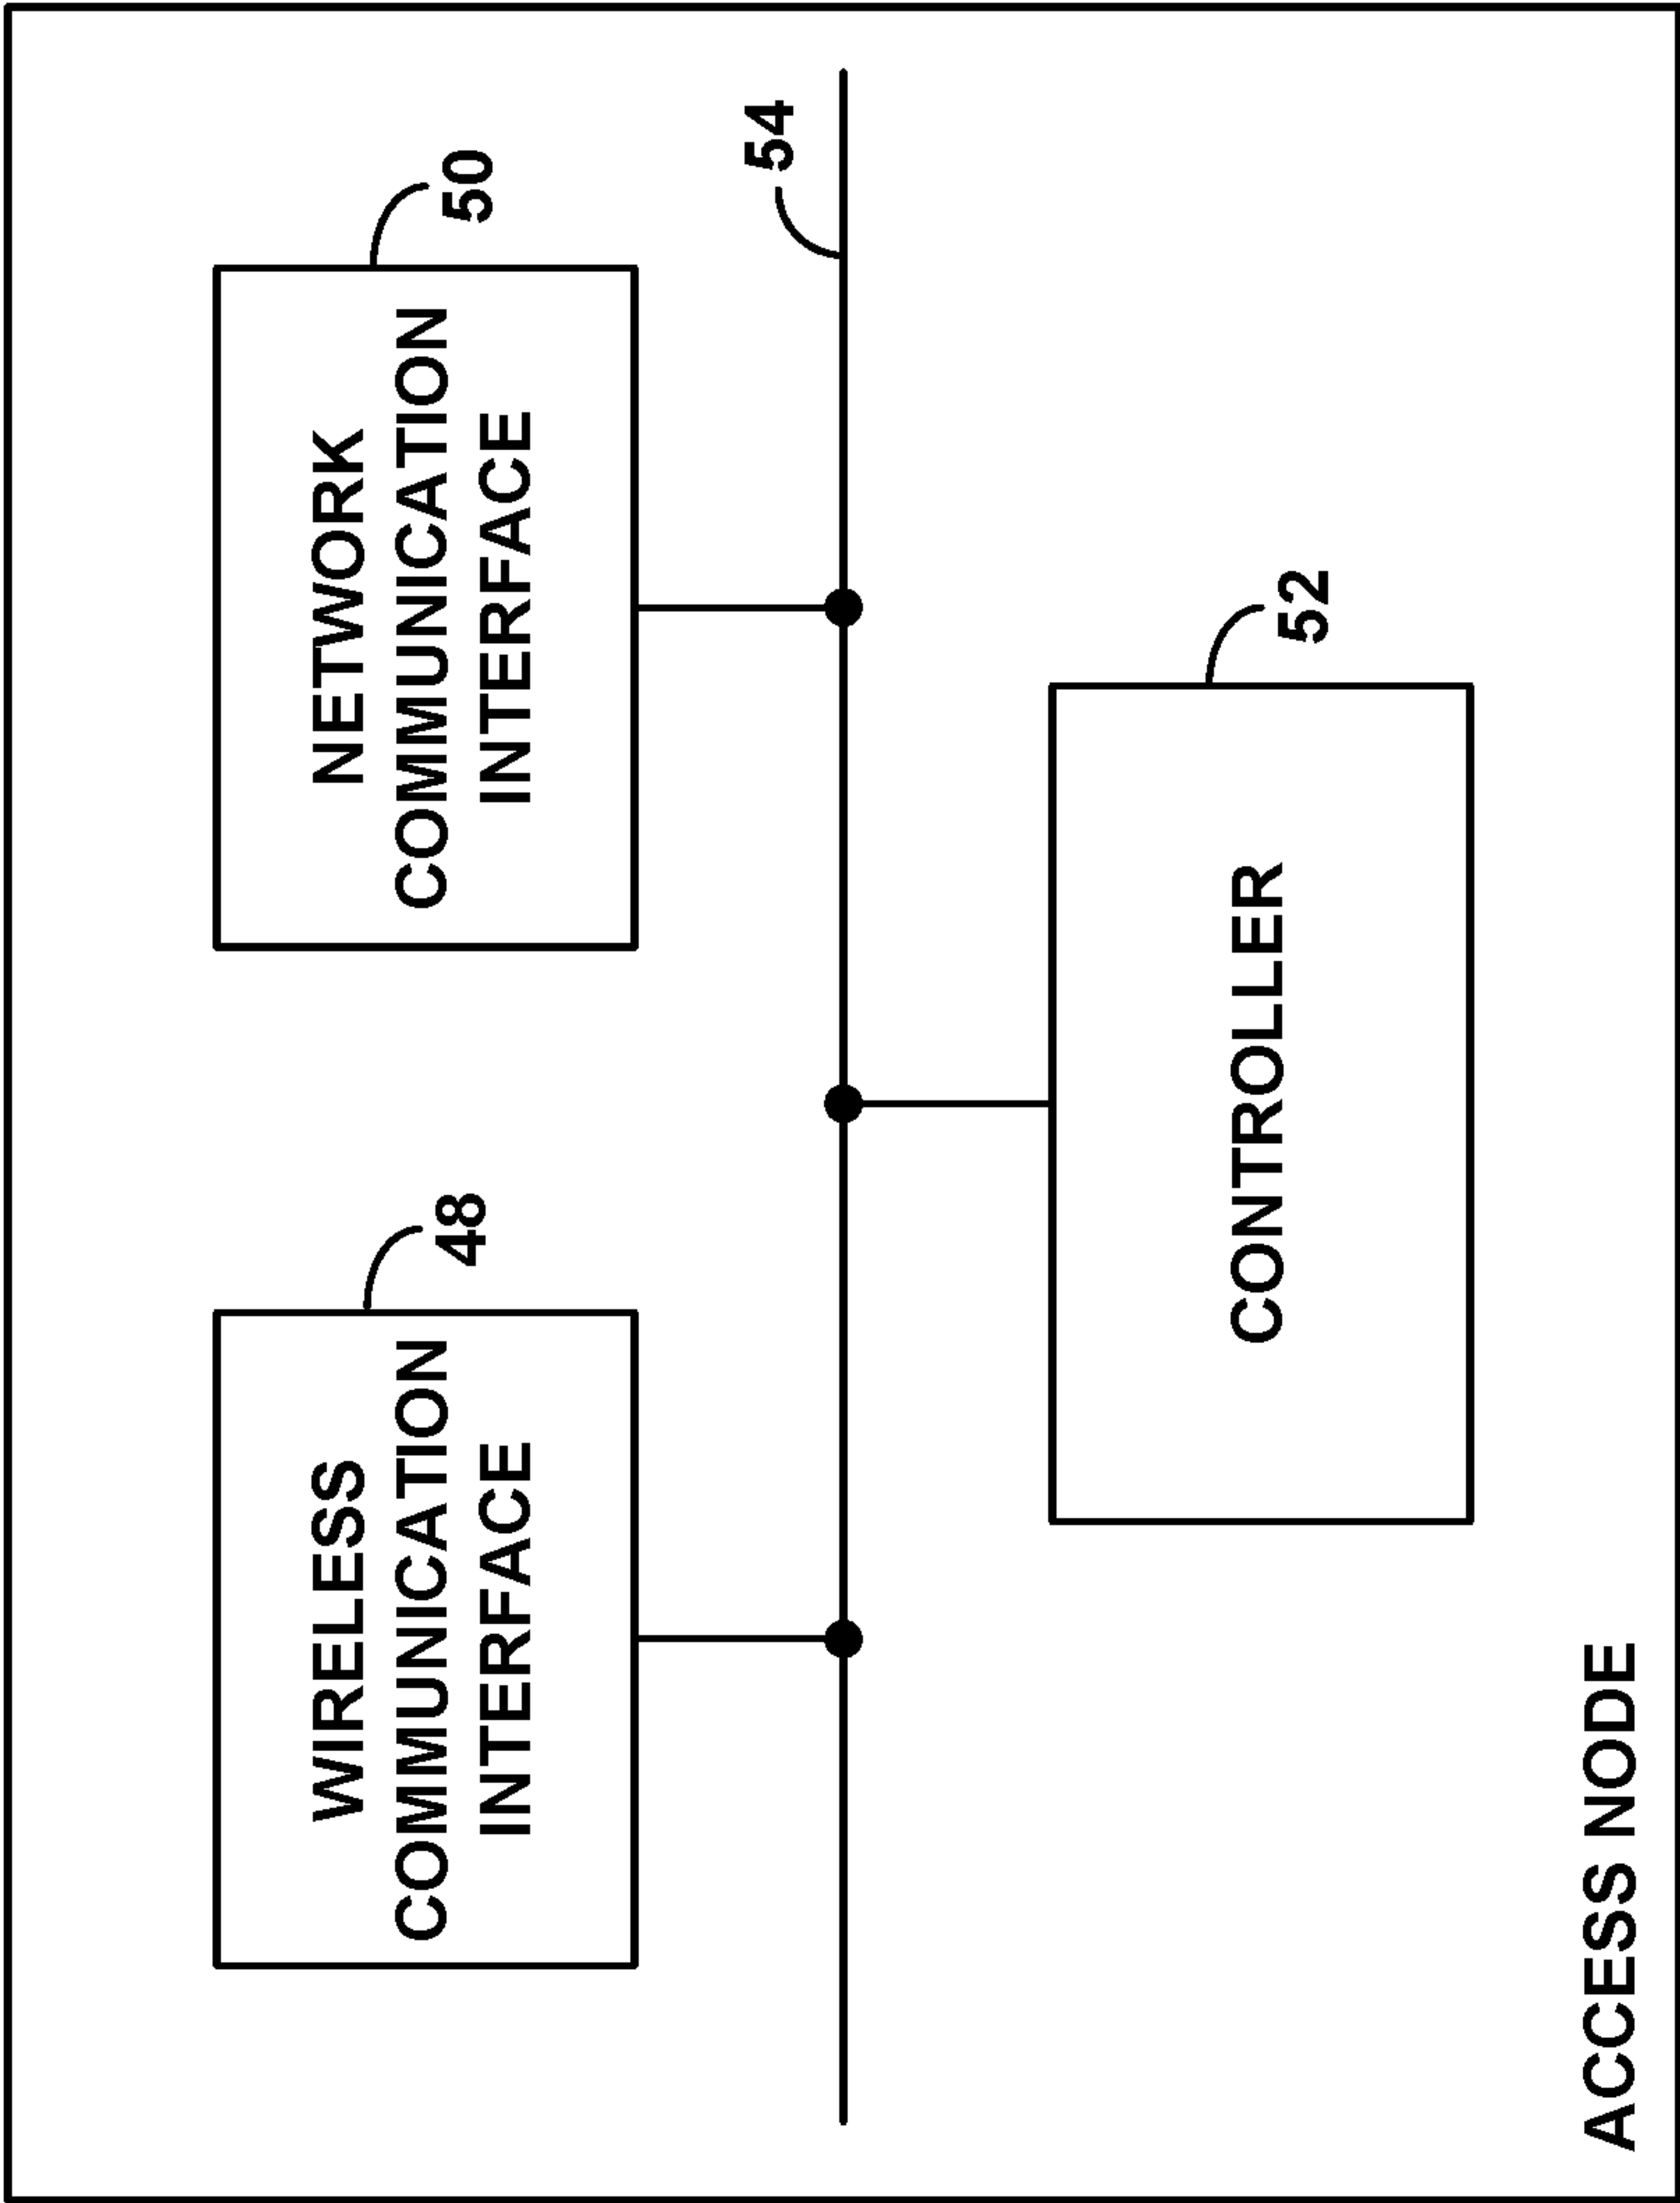 WIRELESS
COMMUNICATION
INTERFACE
48
NETWORK
COMMUNICATION
INTERFACE
50
54
CONTROLLER
52
ACCESS NODE